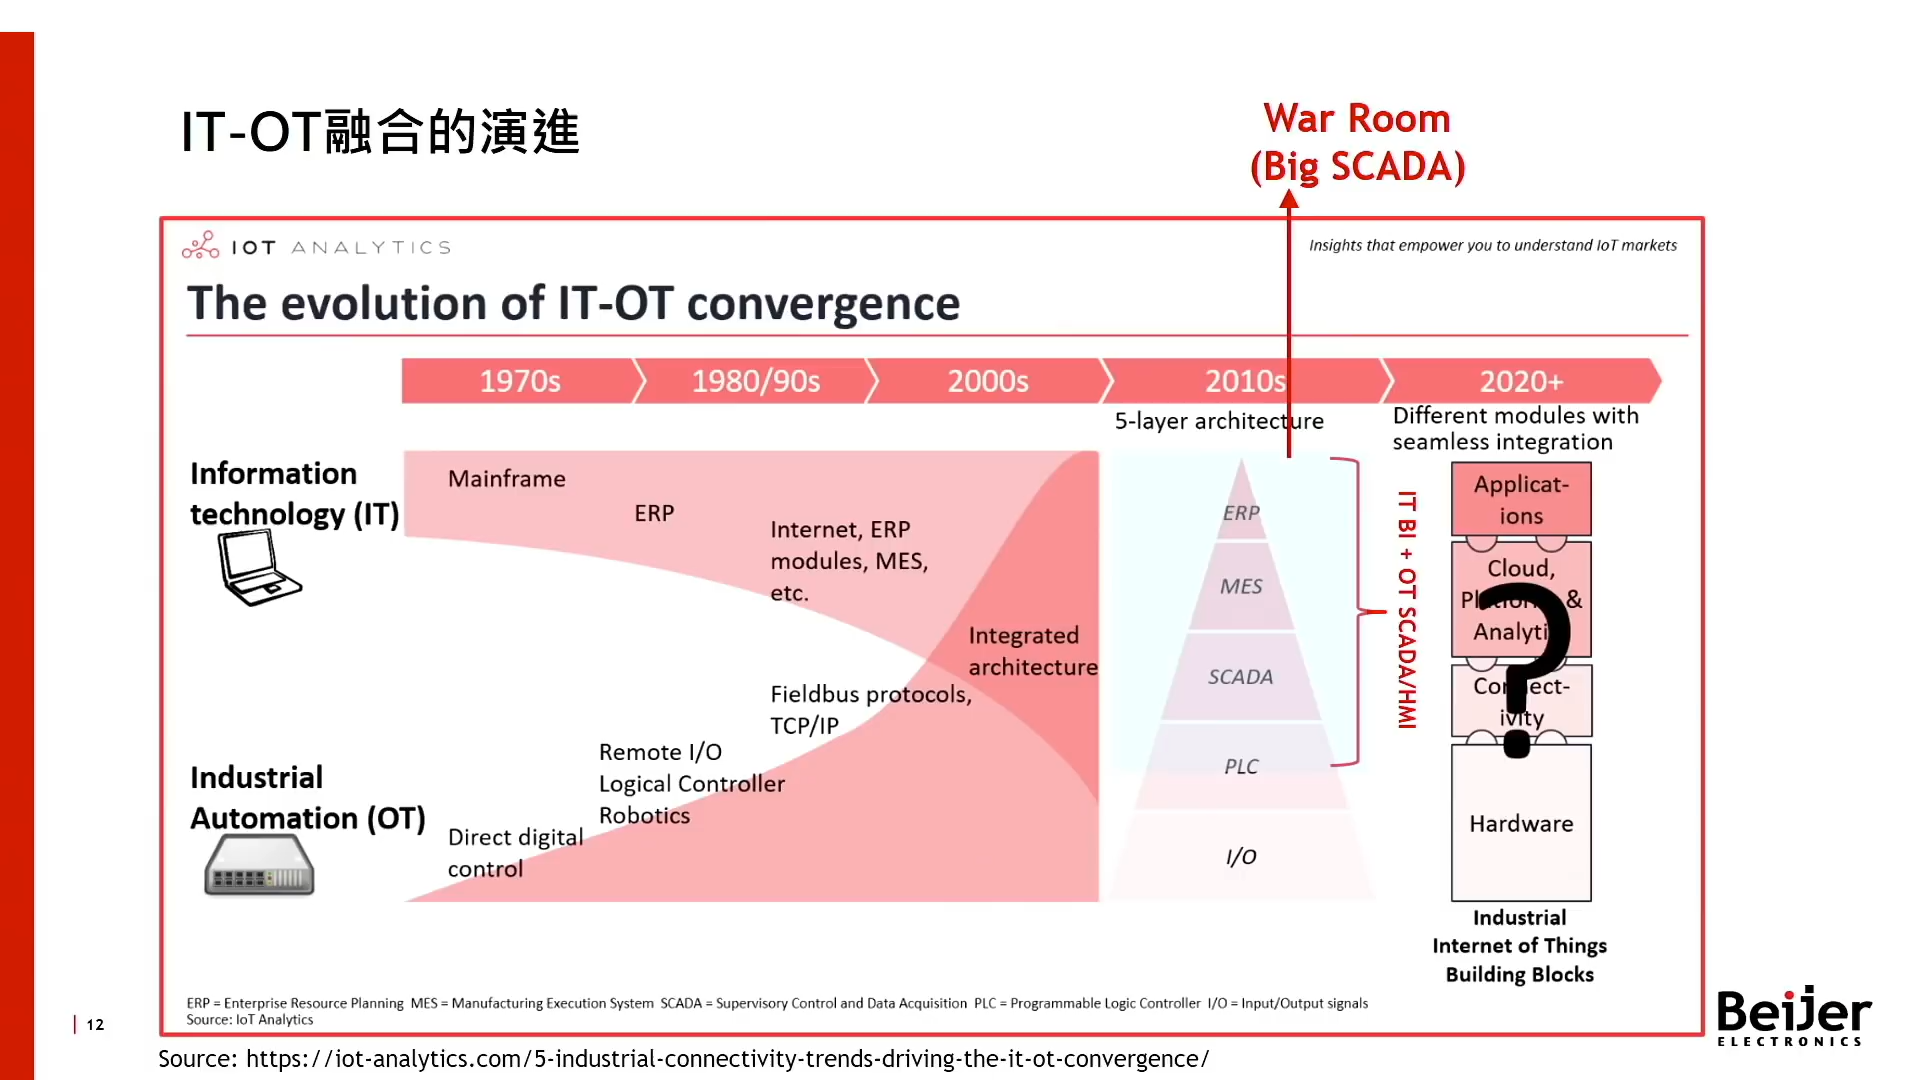 IT-OT融合的演進
War Room
(Big SCADA)
IOT ANALYTICS
Insights that empower you to understand IoT markets
The evolution of IT-OT convergence
1970s
1980/90s
2000s
2010s
2020+
5-layer architecture
Different modules with
seamless integration
Information
technology (IT)
Mainframe
ERP
Internet, ERP
modules, MES,
etc.
Integrated
architecture
Fieldbus protocols,
TCP/IP
Remote I/O
Logical Controller
Robotics
Industrial
Automation (OT)
Direct digital
control
ERP
MES
SCADA
PLC
I/O
IT BI + OT SCADA/HMI
Applicat-
ions
Cloud,
&
?
Hardware
Industrial
Internet of Things
Building Blocks
ERP = Enterprise Resource Planning MES = Manufacturing Execution System SCADA = Supervisory Control and Data Acquisition PLC = Programmable Logic Controller I/O = Input/Output signals
Source: IoT Analytics
12
Source: https://iot-analytics.com/5-industrial-connectivity-trends-driving-the-it-ot-convergence/
Beijer
ELECTRONICS